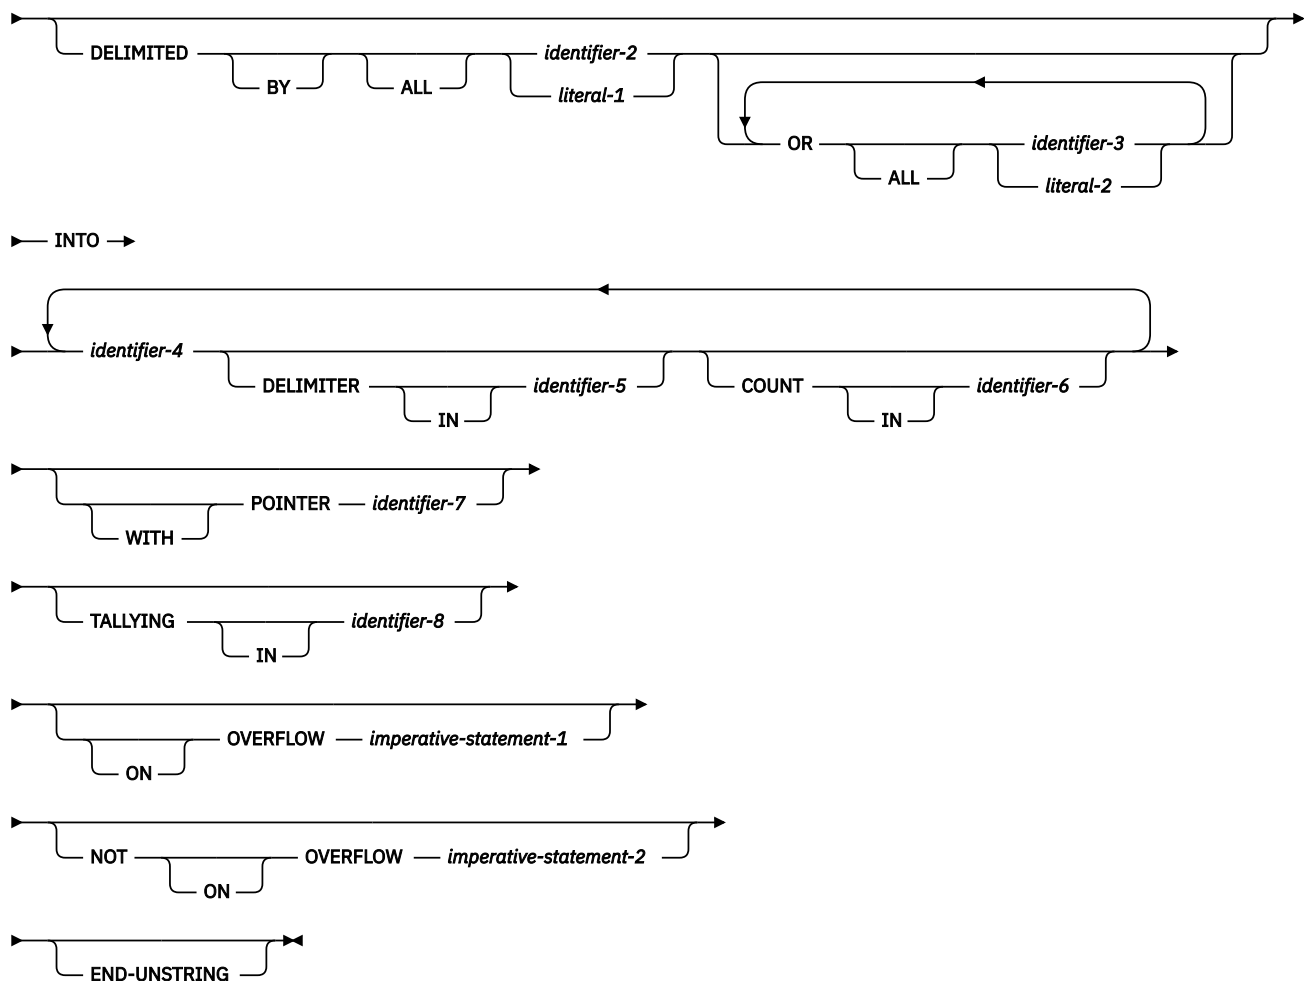 DELIMITED identifier-2
BY ALL literal-1
OR identifier-3
ALL literal-2
INTO
identifier-4
DELIMITER identifier-5 COUNT identifier-6
IN IN
POINTER identifier-7
WITH
TALLYING identifier-8
IN
OVERFLOW imperative-statement-1
ON
NOT OVERFLOW imperative-statement-2
ON
END-UNSTRING